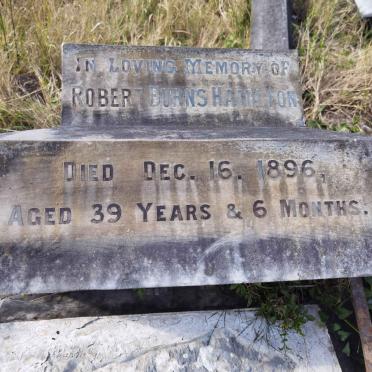 In Loving Memory of
Robert Burns Hamilton
Died Dec. 16. 1896,
Aged 39 Years & 6 Months.